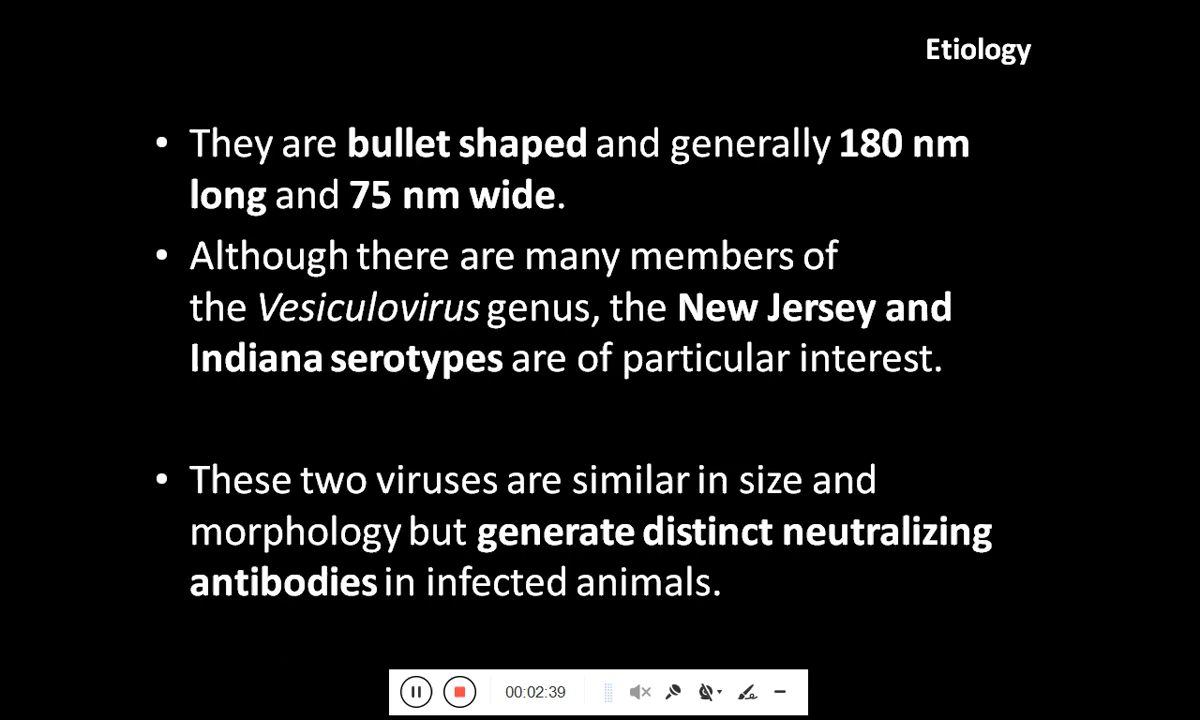 Etiology
• They are bullet shaped and generally 180 nm
long and 75 nm wide.
• Although there are many members of
the Vesiculovirus genus, the New Jersey and
Indiana serotypes are of particular interest.
• These two viruses are similar in size and
morphology but generate distinct neutralizing
antibodies in infected animals.
00:02:39